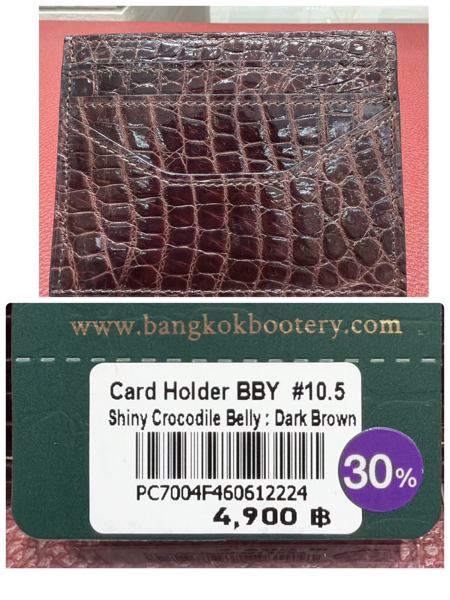 www.bangkokbootery.com
Card Holder BBY #10.5
Shiny Crocodile Belly : Dark Brown
30%
PC7004F460612224
4,900 ฿